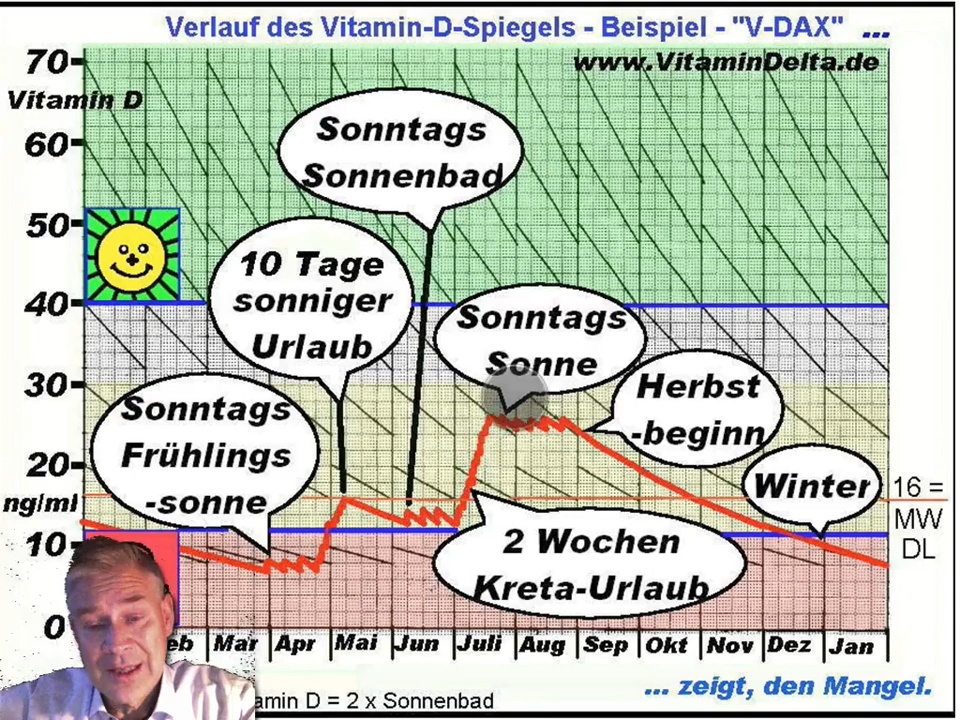 Verlauf des Vitamin-D-Spiegels - Beispiel - "V-DAX" ...
www.VitaminDelta.de
70
Vitamin D
60
50
40
30
20
ng/ml
10
0
Sonntags
Sonnenbad
10 Tage
sonniger
Urlaub
Sonntags
Sonne
Sonntags
Frühlings
-sonne
Herbst
-beginn
Winter
2 Wochen
Kreta-Urlaub
16 =
MW
DL
eb Mar Apr Mai Jun Juli Aug Sep Okt Nov Dez Jan
... zeigt, den Mangel.
amin D = 2 x Sonnenbad